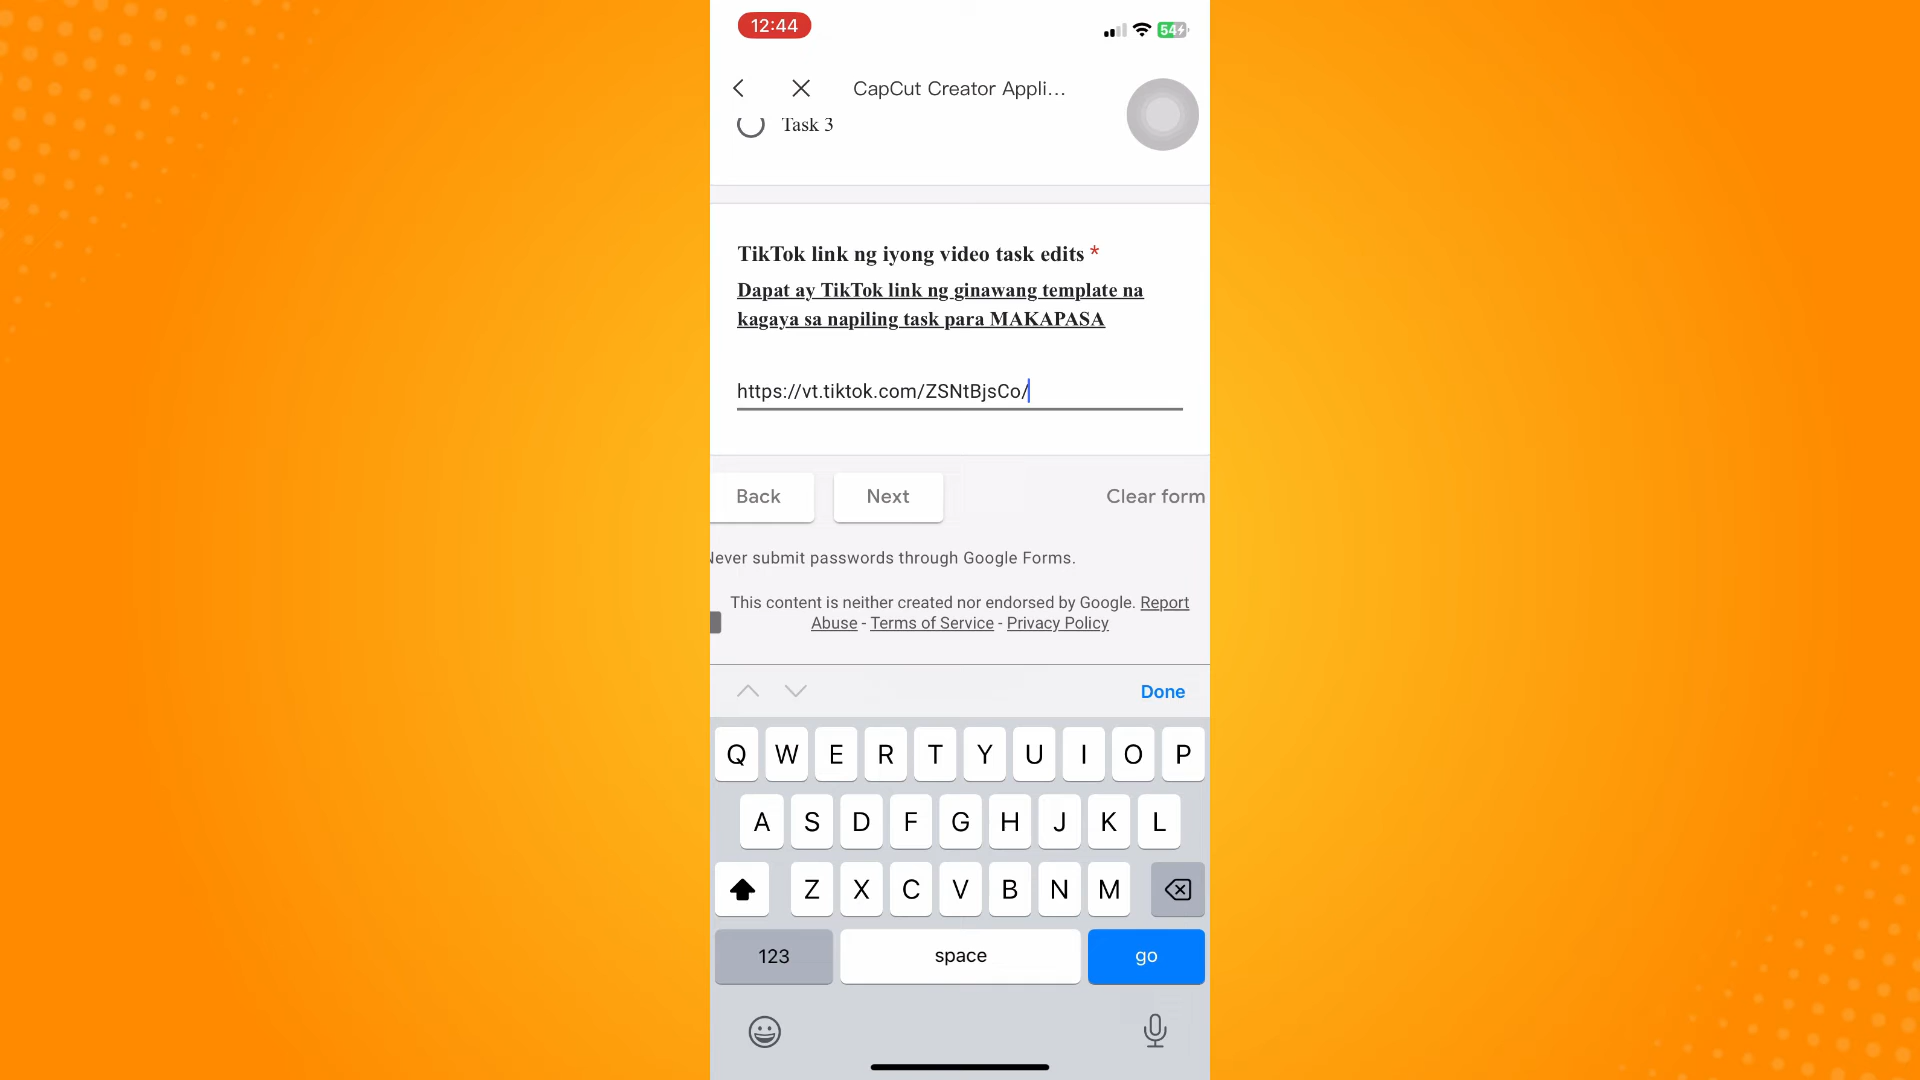 12:44
54
CapCut Creator Appli...
Task 3
TikTok link ng iyong video task edits *
Dapat ay TikTok link ng ginawang template na
kagaya sa napiling task para MAKAPASA
https://vt.tiktok.com/ZSNtBjsCo/
Back Next Clear form
Never submit passwords through Google Forms.
This content is neither created nor endorsed by Google. Report
Abuse - Terms of Service - Privacy Policy
Done
Q W E R T Y U I O P
A S D F G H J K L
Z X C V B N M
123 space go